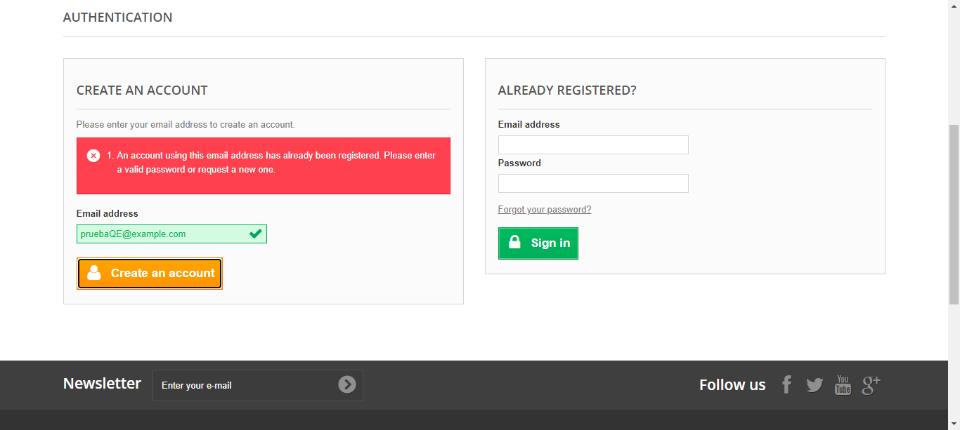 AUTHENTICATION
CREATE AN ACCOUNT
Please enter your email address to create an account.
1. An account using this email address has already been registered. Please enter
a valid password or request a new one.
Email address
pruebaQE@example.com
Create an account
ALREADY REGISTERED?
Email address
Password
Forgot your password?
Sign in
Newsletter
Enter your e-mail
Follow us
You
Tube
g+